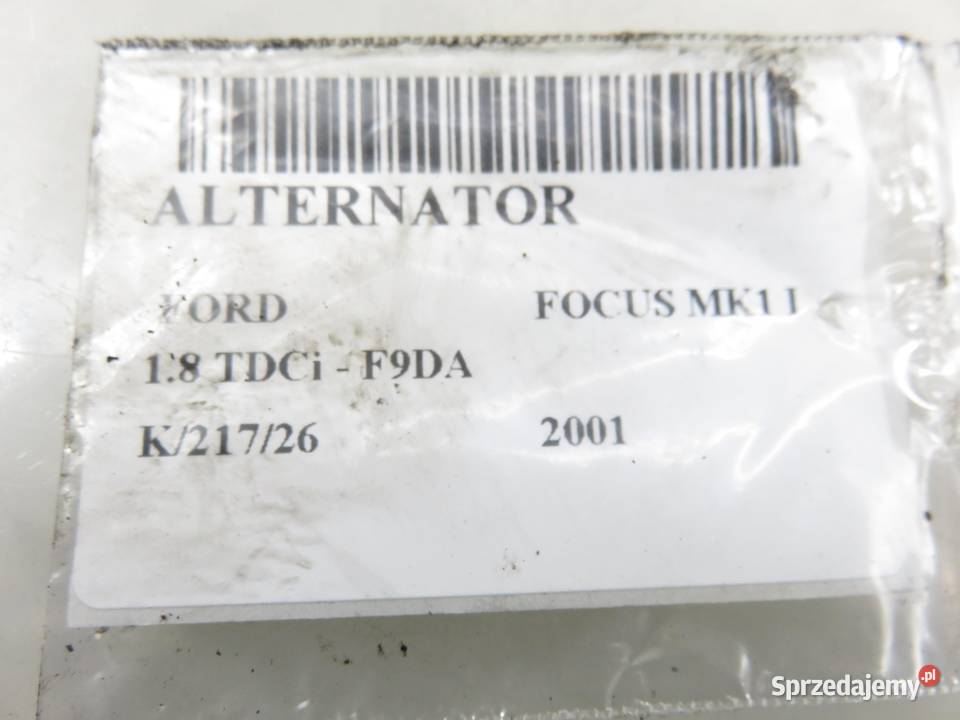 ALTERNATOR
FORD FOCUS MK1 I
1.8 TDCi - F9DA
K/217/26 2001
Sprzedajemy.pl